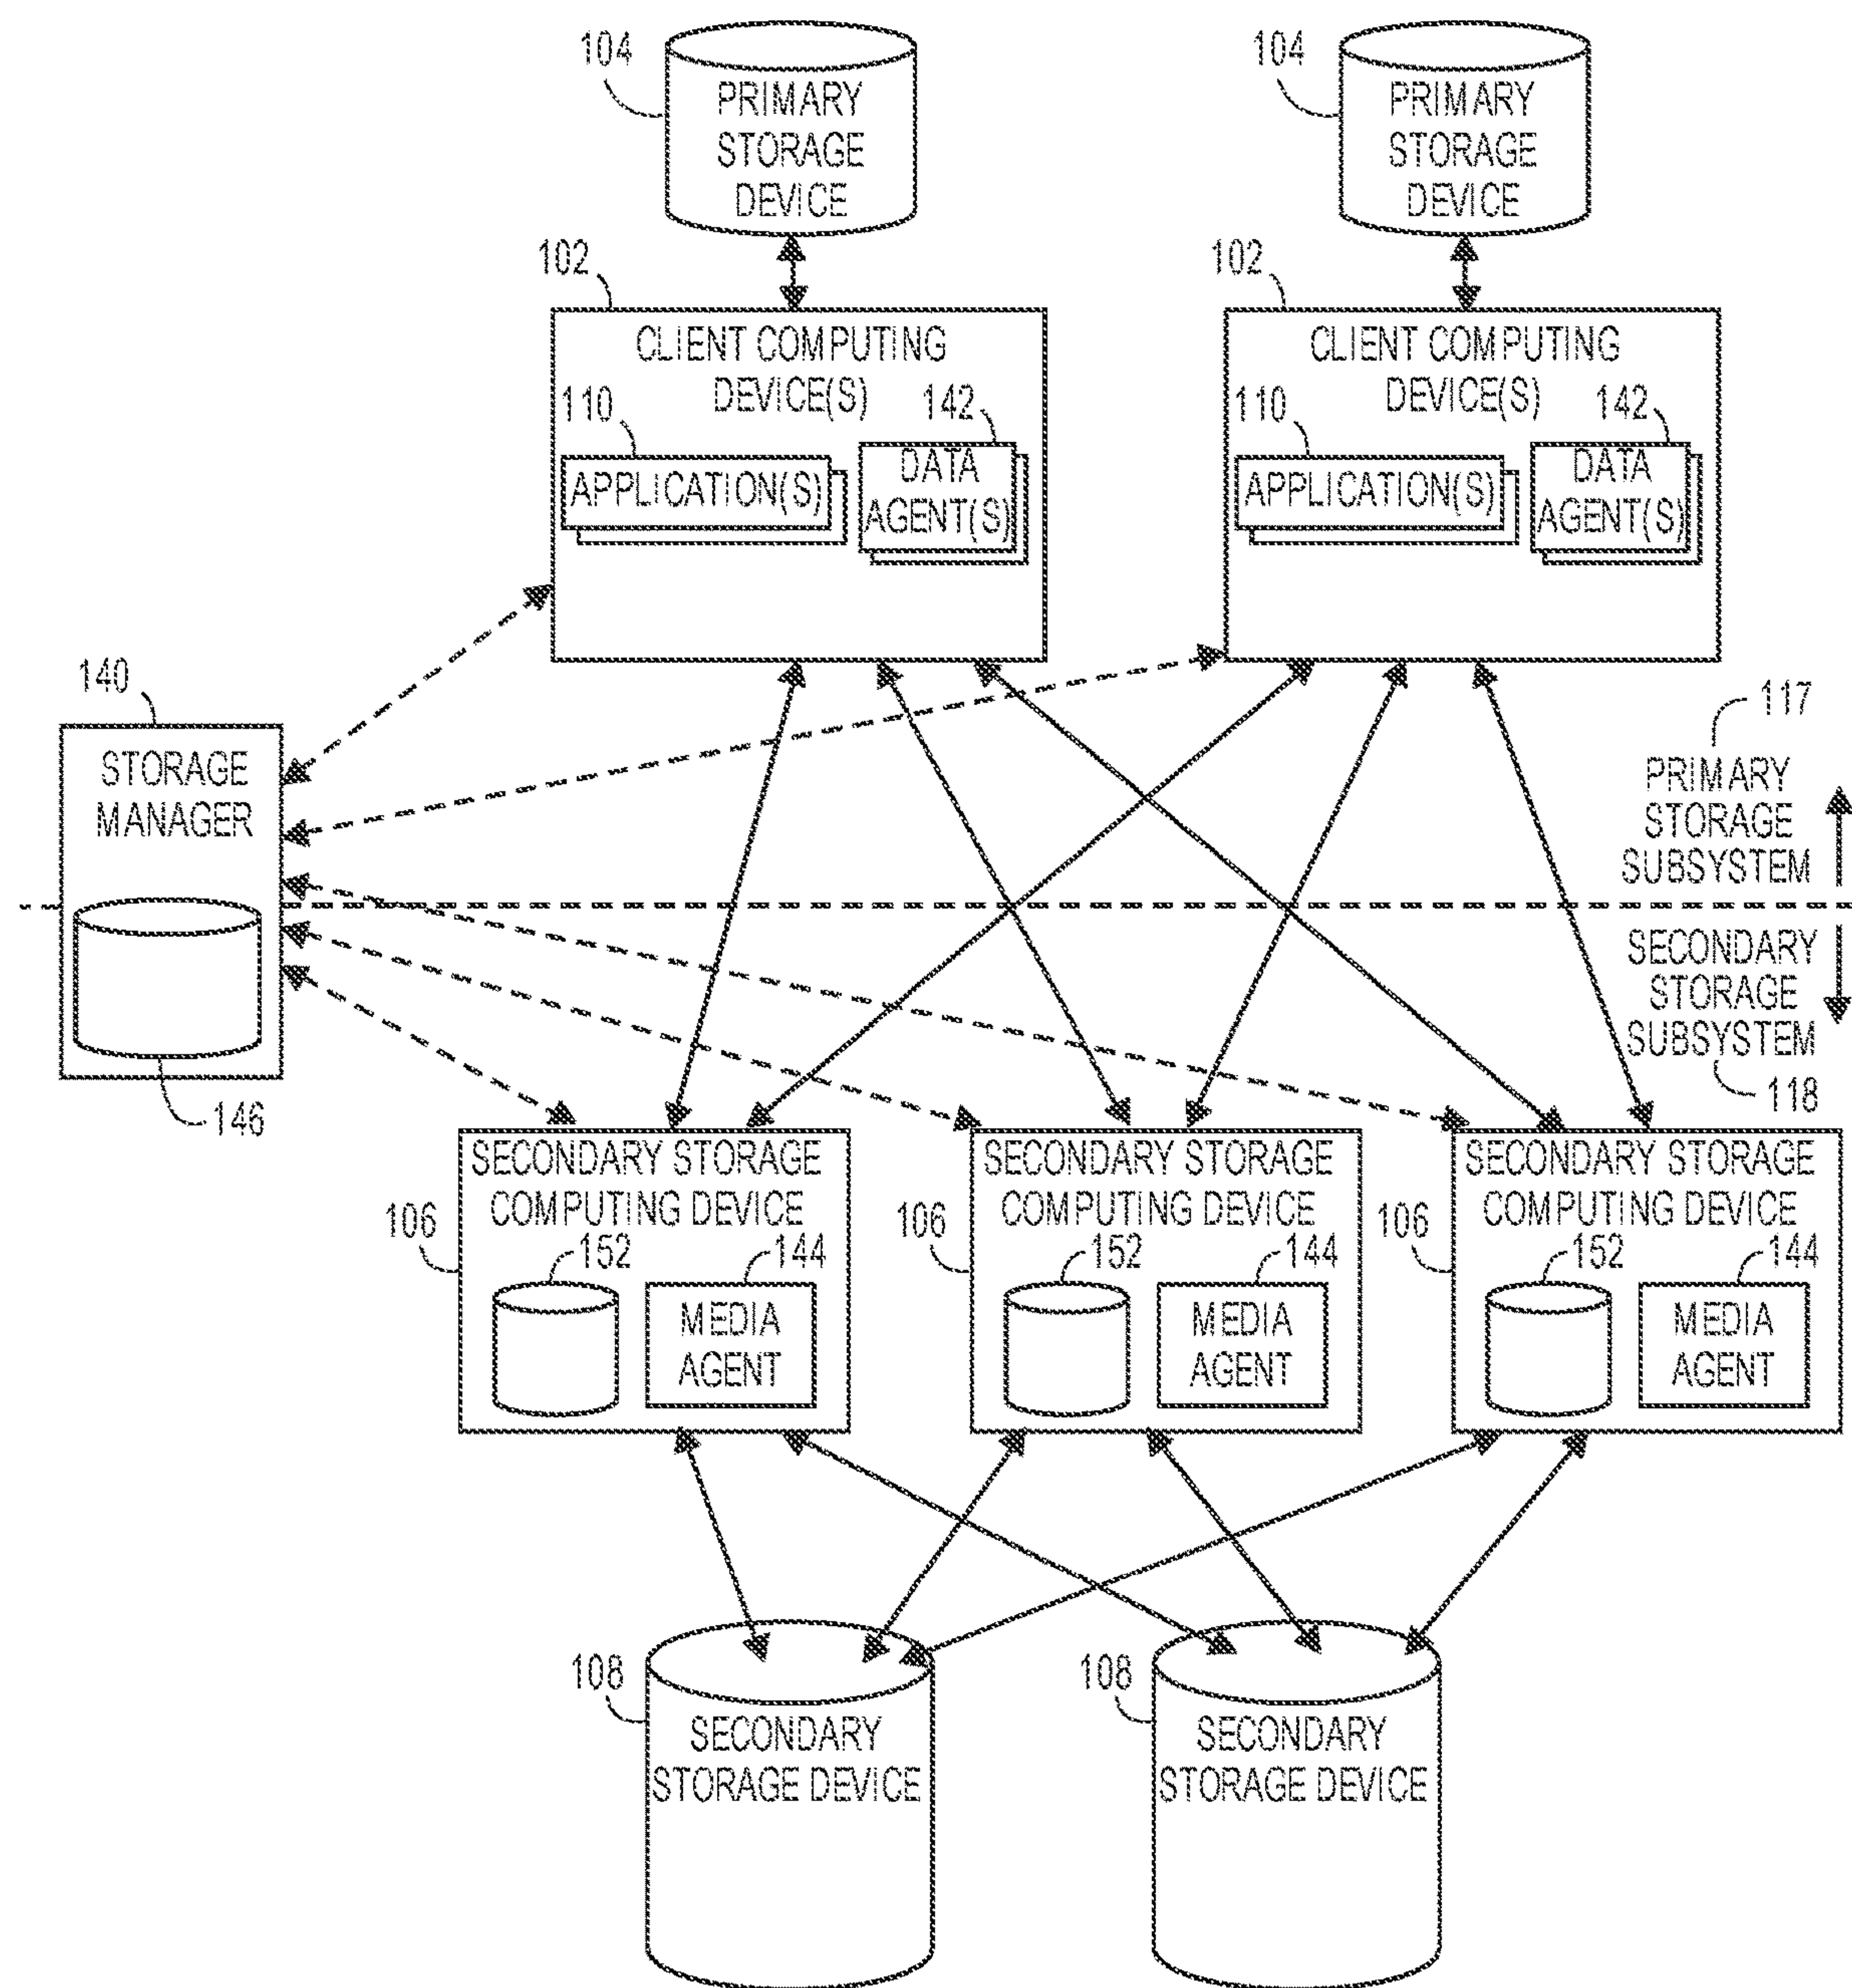 104
PRIMARY
STORAGE
DEVICE
104
PRIMARY
STORAGE
DEVICE
102
CLIENT COMPUTING
DEVICE(S)
110
142
APPLICATION(S)
DATA
AGENT(S)
102
CLIENT COMPUTING
DEVICE(S)
110
142
APPLICATION(S)
DATA
AGENT(S)
140
STORAGE
MANAGER
146
117
PRIMARY
STORAGE
SUBSYSTEM
SECONDARY
STORAGE
SUBSYSTEM
118
SECONDARY STORAGE
COMPUTING DEVICE
106
152
144
MEDIA
AGENT
SECONDARY STORAGE
COMPUTING DEVICE
106
152
144
MEDIA
AGENT
SECONDARY STORAGE
COMPUTING DEVICE
106
152
144
MEDIA
AGENT
108
SECONDARY
STORAGE DEVICE
108
SECONDARY
STORAGE DEVICE